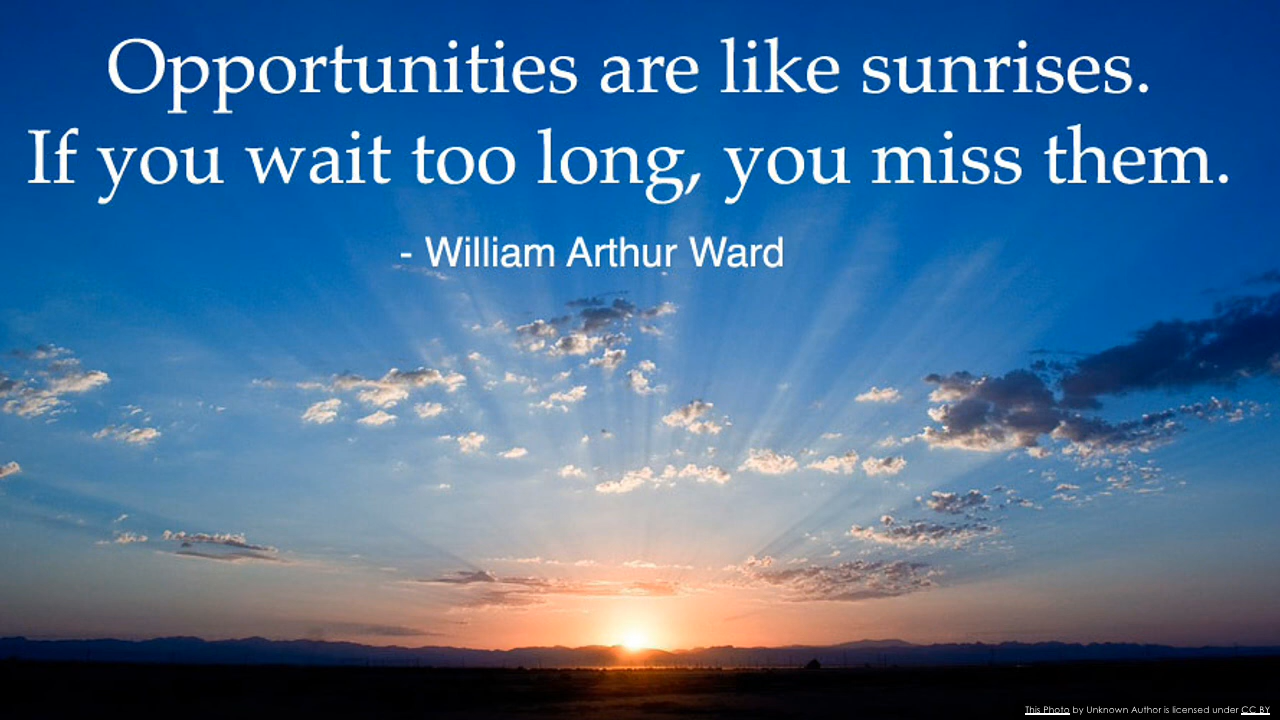 Opportunities are like sunrises.
If you wait too long, you miss them.
- William Arthur Ward
This Photo by Unknown Author is licensed under CC BY